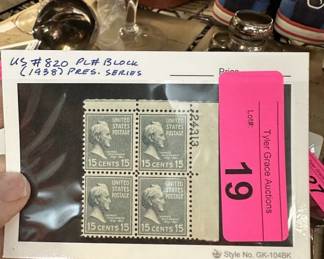 US #820 PL# BLOCK
(1938) PRES. SERIES
Price
UNITED STATES
POSTAGE
15 CENTS 15
UNITED STATES
POSTAGE
15 CENTS 15
UNITED STATES
POSTAGE
15 CENTS 15
UNITED STATES
POSTAGE
15 CENTS 15
Lot#
19
Tyler Grace Auctions
Style No. GK-104BK